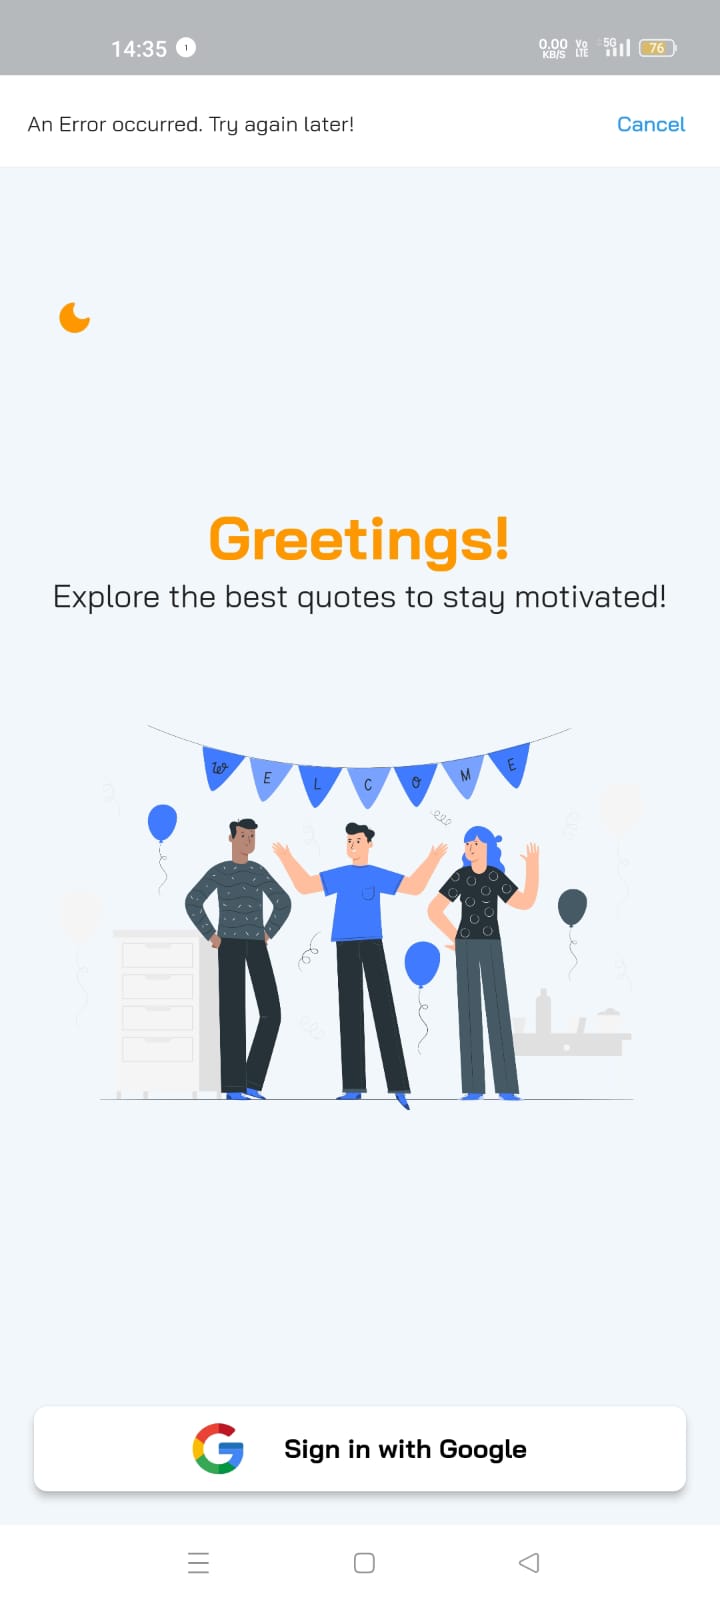 14:35 1 0.00 KB/S Vo LTE 5G 76
An Error occurred. Try again later! Cancel
Greetings!
Explore the best quotes to stay motivated!
W E L C O M E
Sign in with Google